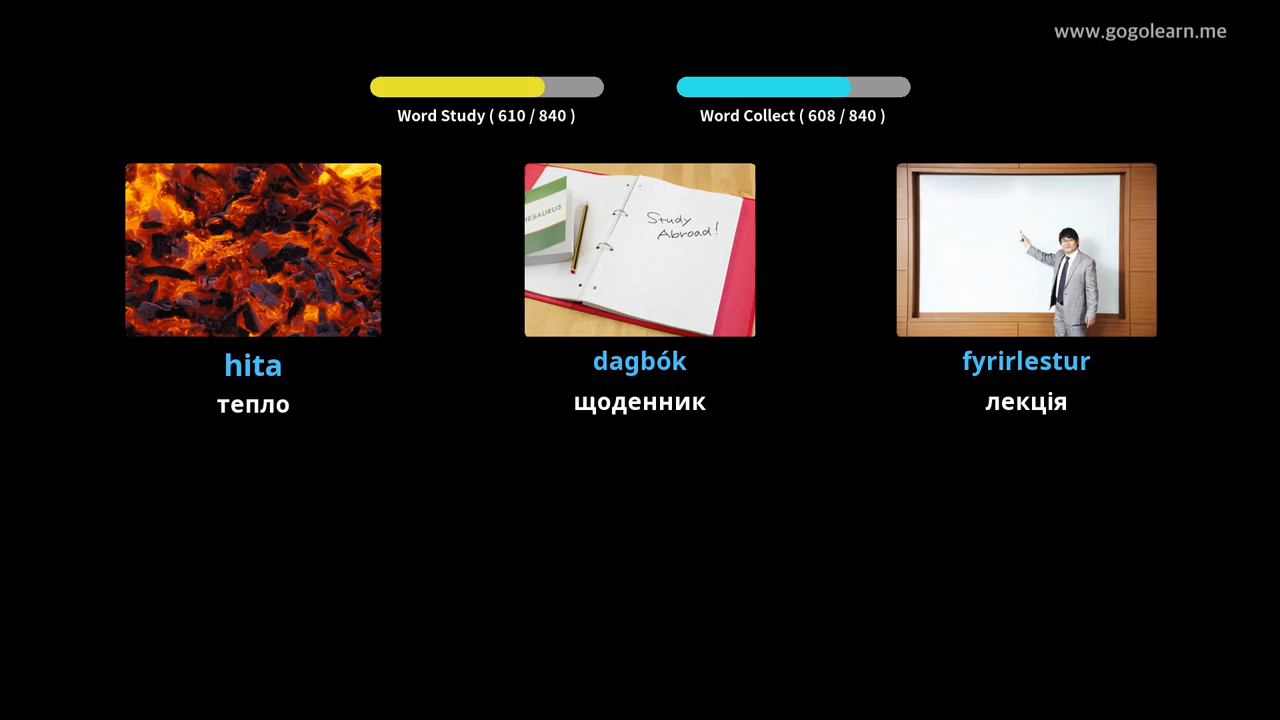 www.gogolearn.me
Word Study ( 610 / 840 )
Word Collect ( 608 / 840 )
HESAURUS
Study
Abroad!
hita
dagbók
fyrirlestur
тепло
щоденник
лекція